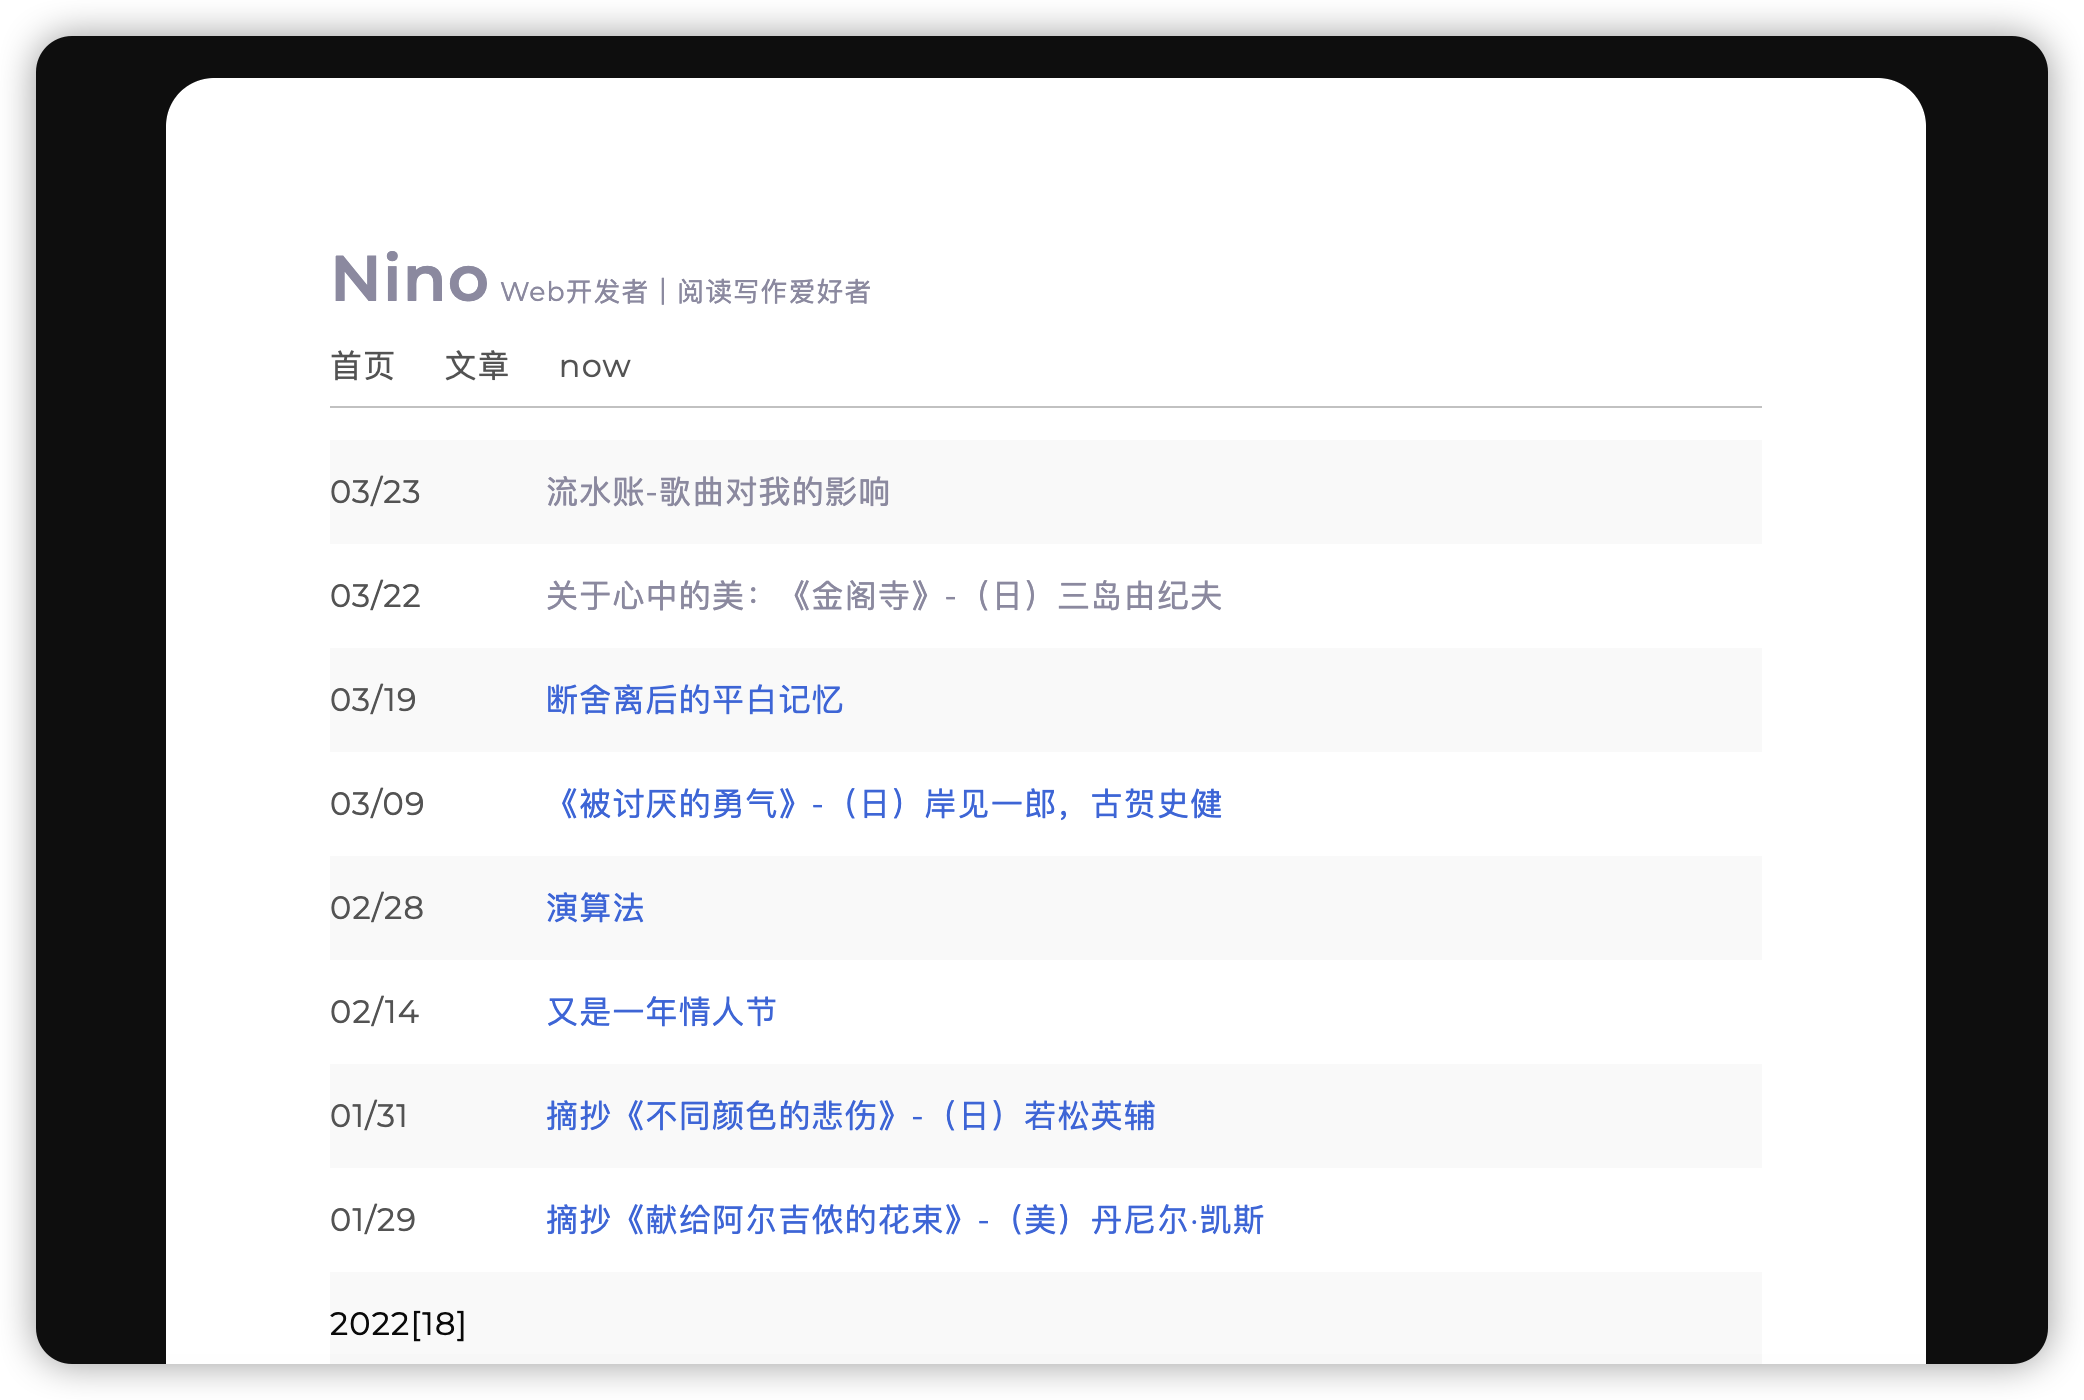 Nino Web开发者 | 阅读写作爱好者
首页 文章 now
03/23 流水账-歌曲对我的影响
03/22 关于心中的美：《金阁寺》-（日）三岛由纪夫
03/19 断舍离后的平白记忆
03/09 《被讨厌的勇气》-（日）岸见一郎，古贺史健
02/28 演算法
02/14 又是一年情人节
01/31 摘抄《不同颜色的悲伤》-（日）若松英辅
01/29 摘抄《献给阿尔吉侬的花束》-（美）丹尼尔·凯斯
2022[18]